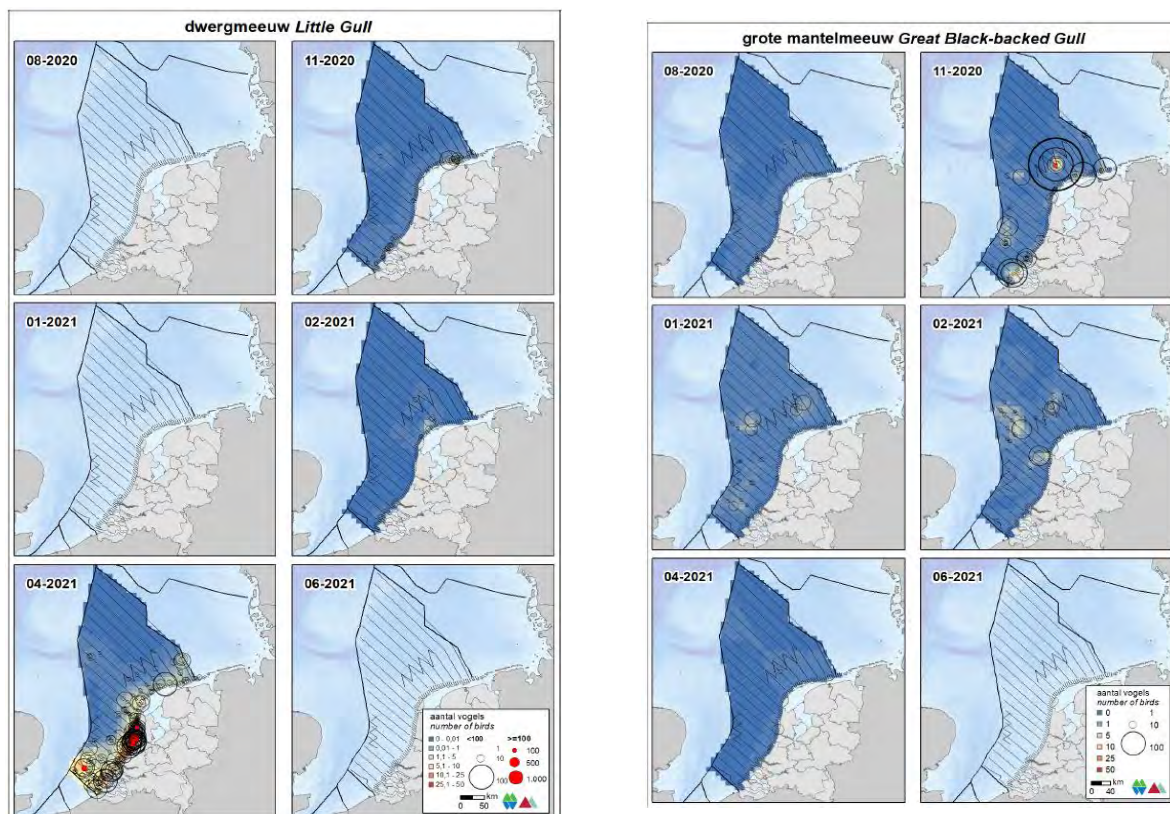 dwergmeeuw Little Gull
08-2020
11-2020
01-2021
02-2021
04-2021
06-2021
aantal vogels
number of birds
<100
>=100
0 - 0,01
0,01 - 1
1,1 - 5
5,1 - 10
10,1 - 25
25,1 - 50
1
10
100
100
500
1.000
km
0 50
grote mantelmeeuw Great Black-backed Gull
08-2020
11-2020
01-2021
02-2021
04-2021
06-2021
aantal vogels
number of birds
0
1
5
10
25
50
1
10
100
km
0 40